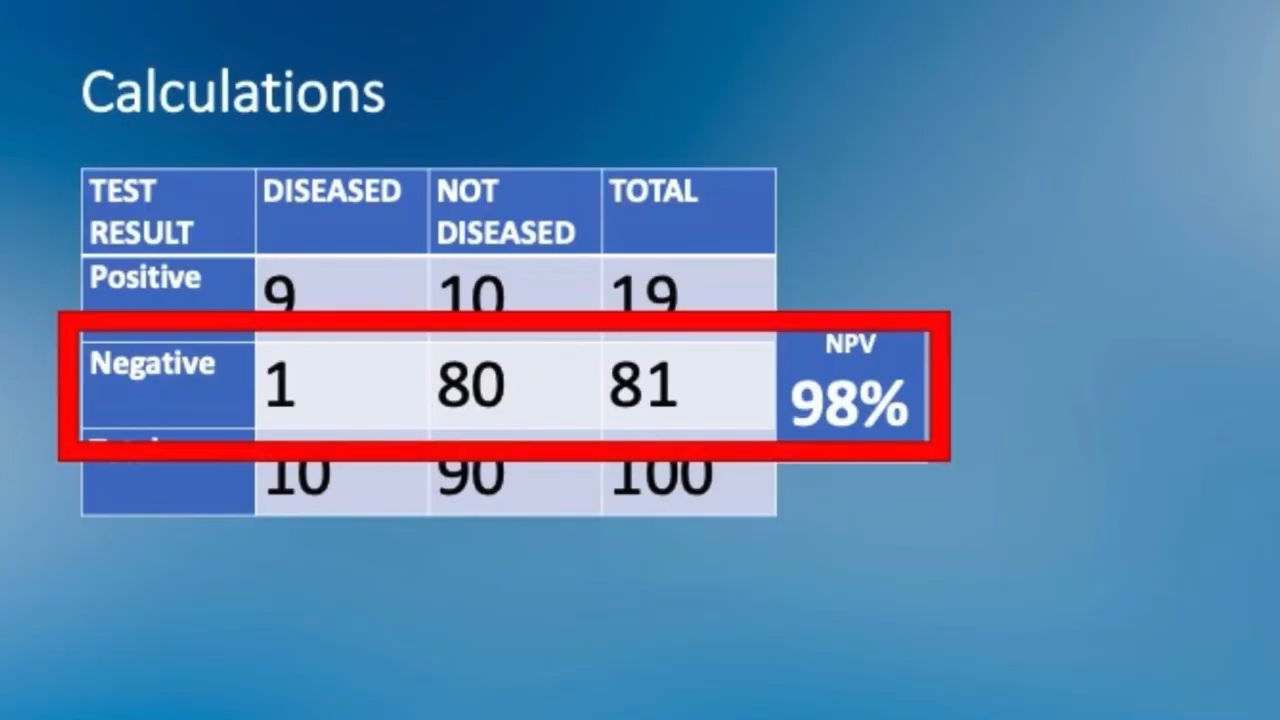 Calculations
TEST RESULT DISEASED NOT DISEASED TOTAL
Positive 9 10 19
Negative 1 80 81 NPV 98%
10 90 100